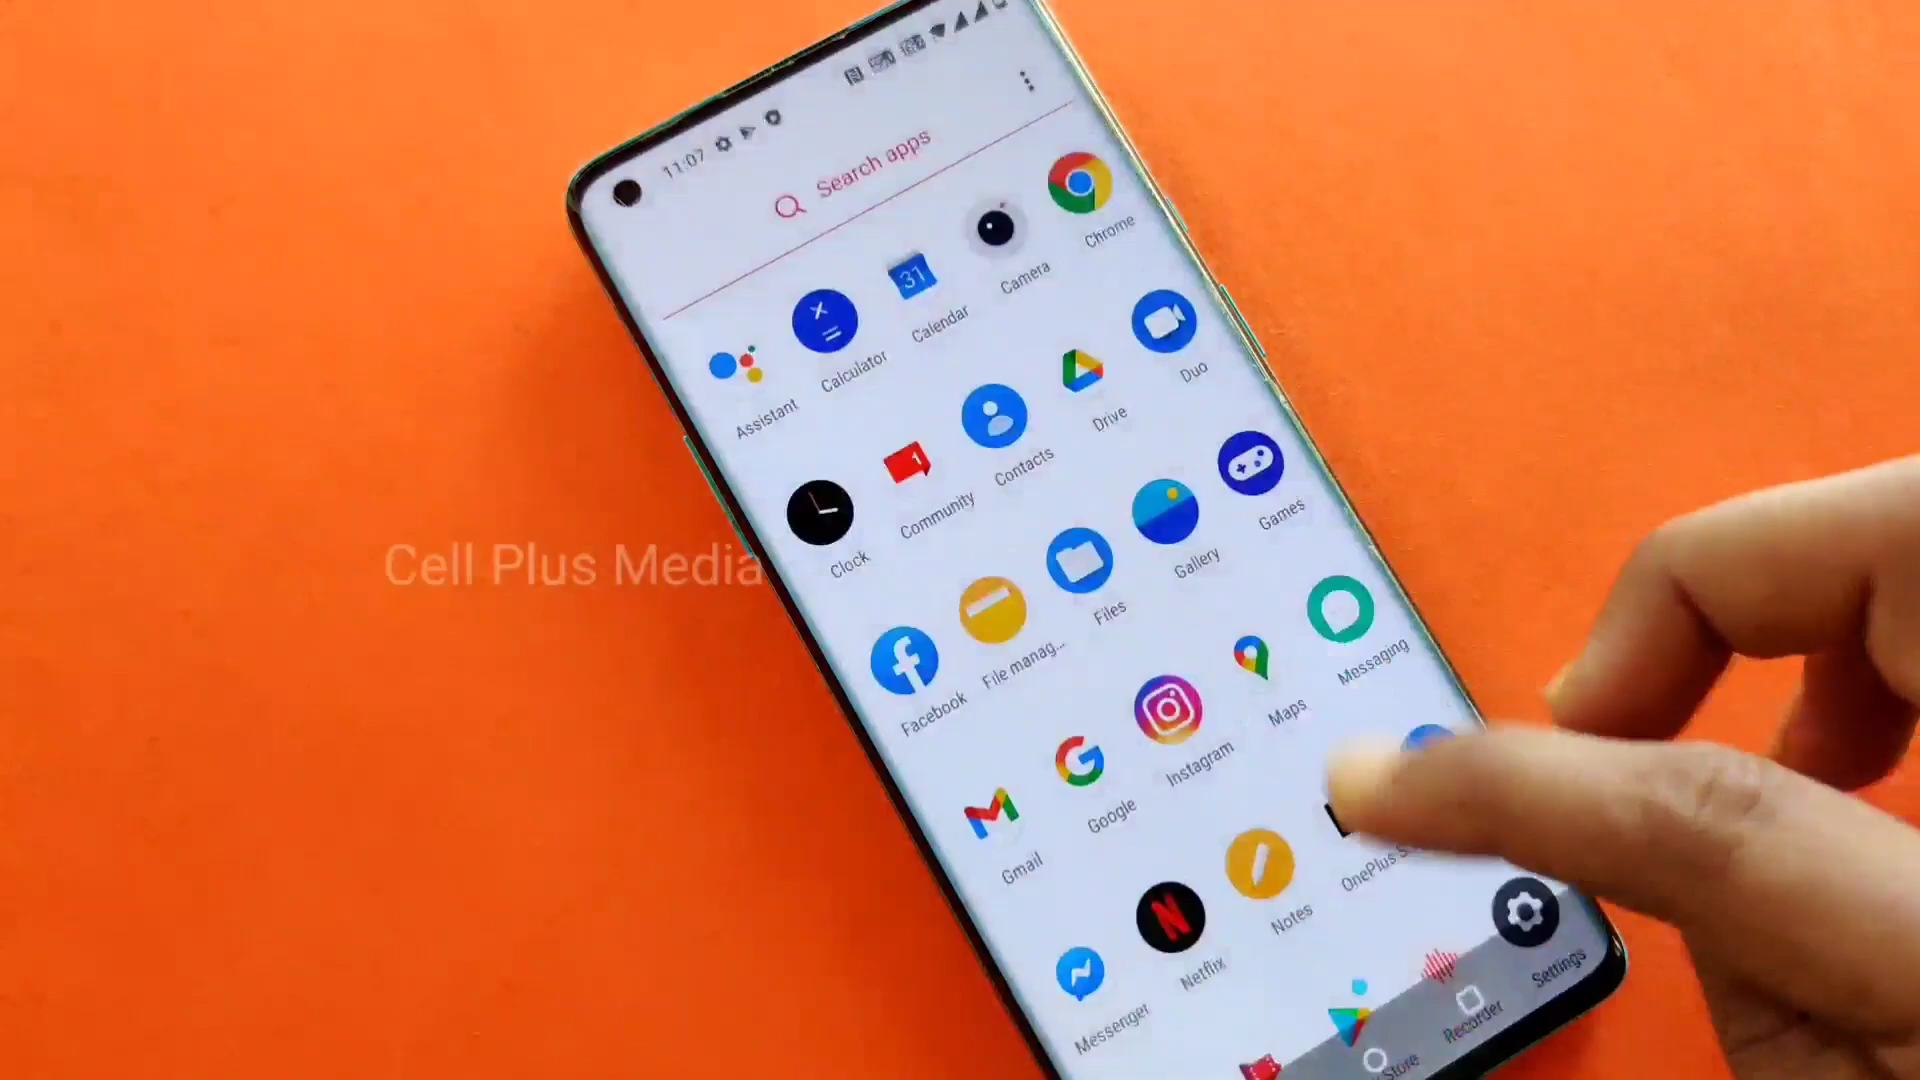 11:07
Search apps
Assistant
Calculator
31
Calendar
Camera
Chrome
Clock
1
Community
Contacts
Drive
Duo
Facebook
File manag...
Files
Gallery
Games
Gmail
Google
Instagram
Maps
Messaging
Messenger
Netflix
Notes
OnePlus
Store
Recorder
Settings
Cell Plus Media